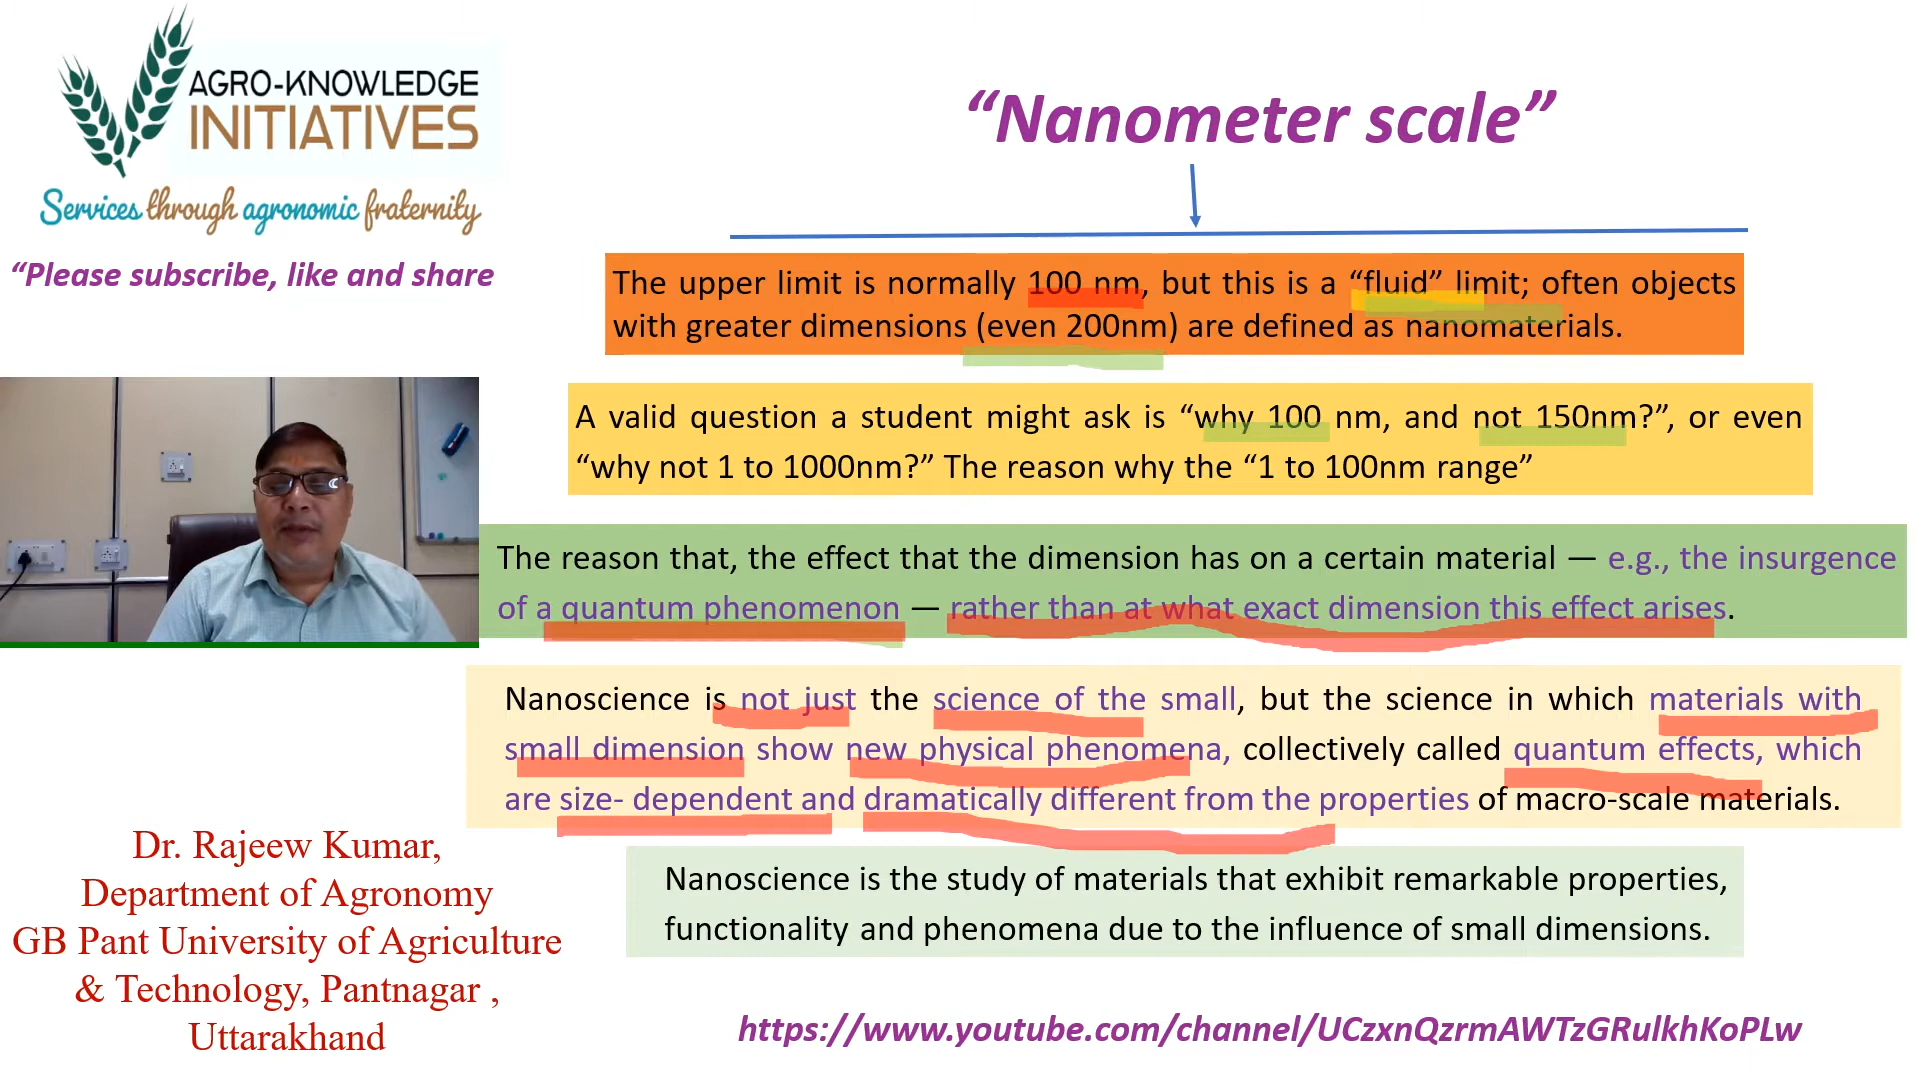 AGRO-KNOWLEDGE
INITIATIVES
Services through agronomic fraternity
“Please subscribe, like and share
“Nanometer scale”
The upper limit is normally 100 nm, but this is a “fluid” limit; often objects
with greater dimensions (even 200nm) are defined as nanomaterials.
A valid question a student might ask is “why 100 nm, and not 150nm?”, or even
“why not 1 to 1000nm?” The reason why the “1 to 100nm range”
The reason that, the effect that the dimension has on a certain material — e.g., the insurgence
of a quantum phenomenon — rather than at what exact dimension this effect arises.
Nanoscience is not just the science of the small, but the science in which materials with
small dimension show new physical phenomena, collectively called quantum effects, which
are size- dependent and dramatically different from the properties of macro-scale materials.
Nanoscience is the study of materials that exhibit remarkable properties,
functionality and phenomena due to the influence of small dimensions.
Dr. Rajeew Kumar,
Department of Agronomy
GB Pant University of Agriculture
& Technology, Pantnagar ,
Uttarakhand
https://www.youtube.com/channel/UCzxnQzrmAWTzGRulkhKoPLw